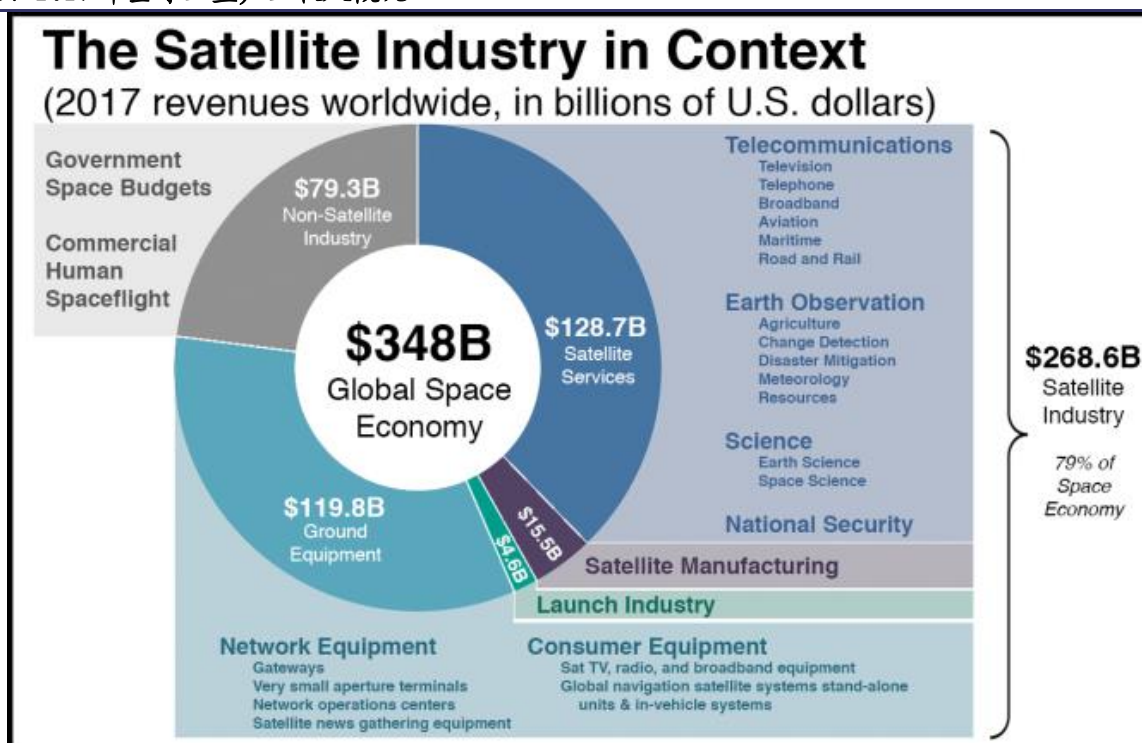 The Satellite Industry in Context
(2017 revenues worldwide, in billions of U.S. dollars)
Government
Space Budgets
Commercial
Human
Spaceflight
$79.3B
Non-Satellite
Industry
$348B
Global Space
Economy
$128.7B
Satellite
Services
$119.8B
Ground
Equipment
$4.6B
$15.5B
Telecommunications
Television
Telephone
Broadband
Aviation
Maritime
Road and Rail
Earth Observation
Agriculture
Change Detection
Disaster Mitigation
Meteorology
Resources
Science
Earth Science
Space Science
National Security
Satellite Manufacturing
Launch Industry
Network Equipment
Gateways
Very small aperture terminals
Network operations centers
Satellite news gathering equipment
Consumer Equipment
Sat TV, radio, and broadband equipment
Global navigation satellite systems stand-alone
units & in-vehicle systems
$268.6B
Satellite
Industry
79% of
Space
Economy